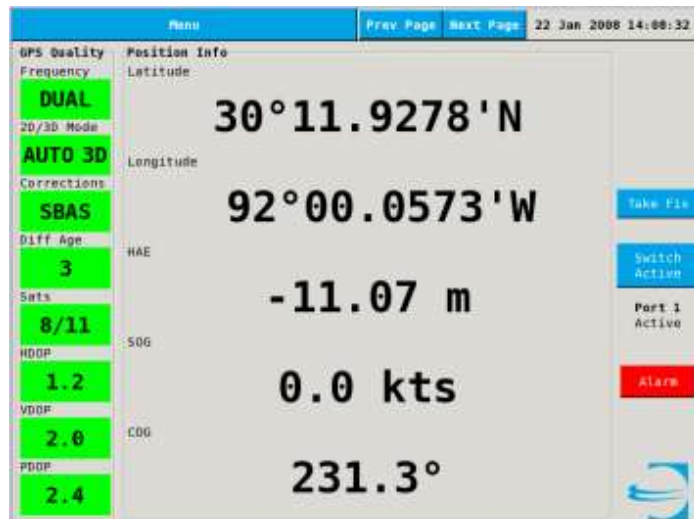 Menu Prev Page Next Page 22 Jan 2008 14:08:32
GPS Quality
Frequency
DUAL
2D/3D Mode
AUTO 3D
Corrections
SBAS
Diff Age
3
Sats
8/11
HDOP
1.2
VDOP
2.0
PDOP
2.4
Position Info
Latitude
30°11.9278'N
Longitude
92°00.0573'W
HAE
-11.07 m
SOG
0.0 kts
COG
231.3°
Take Fix
Switch
Active
Port 1
Active
Alarm